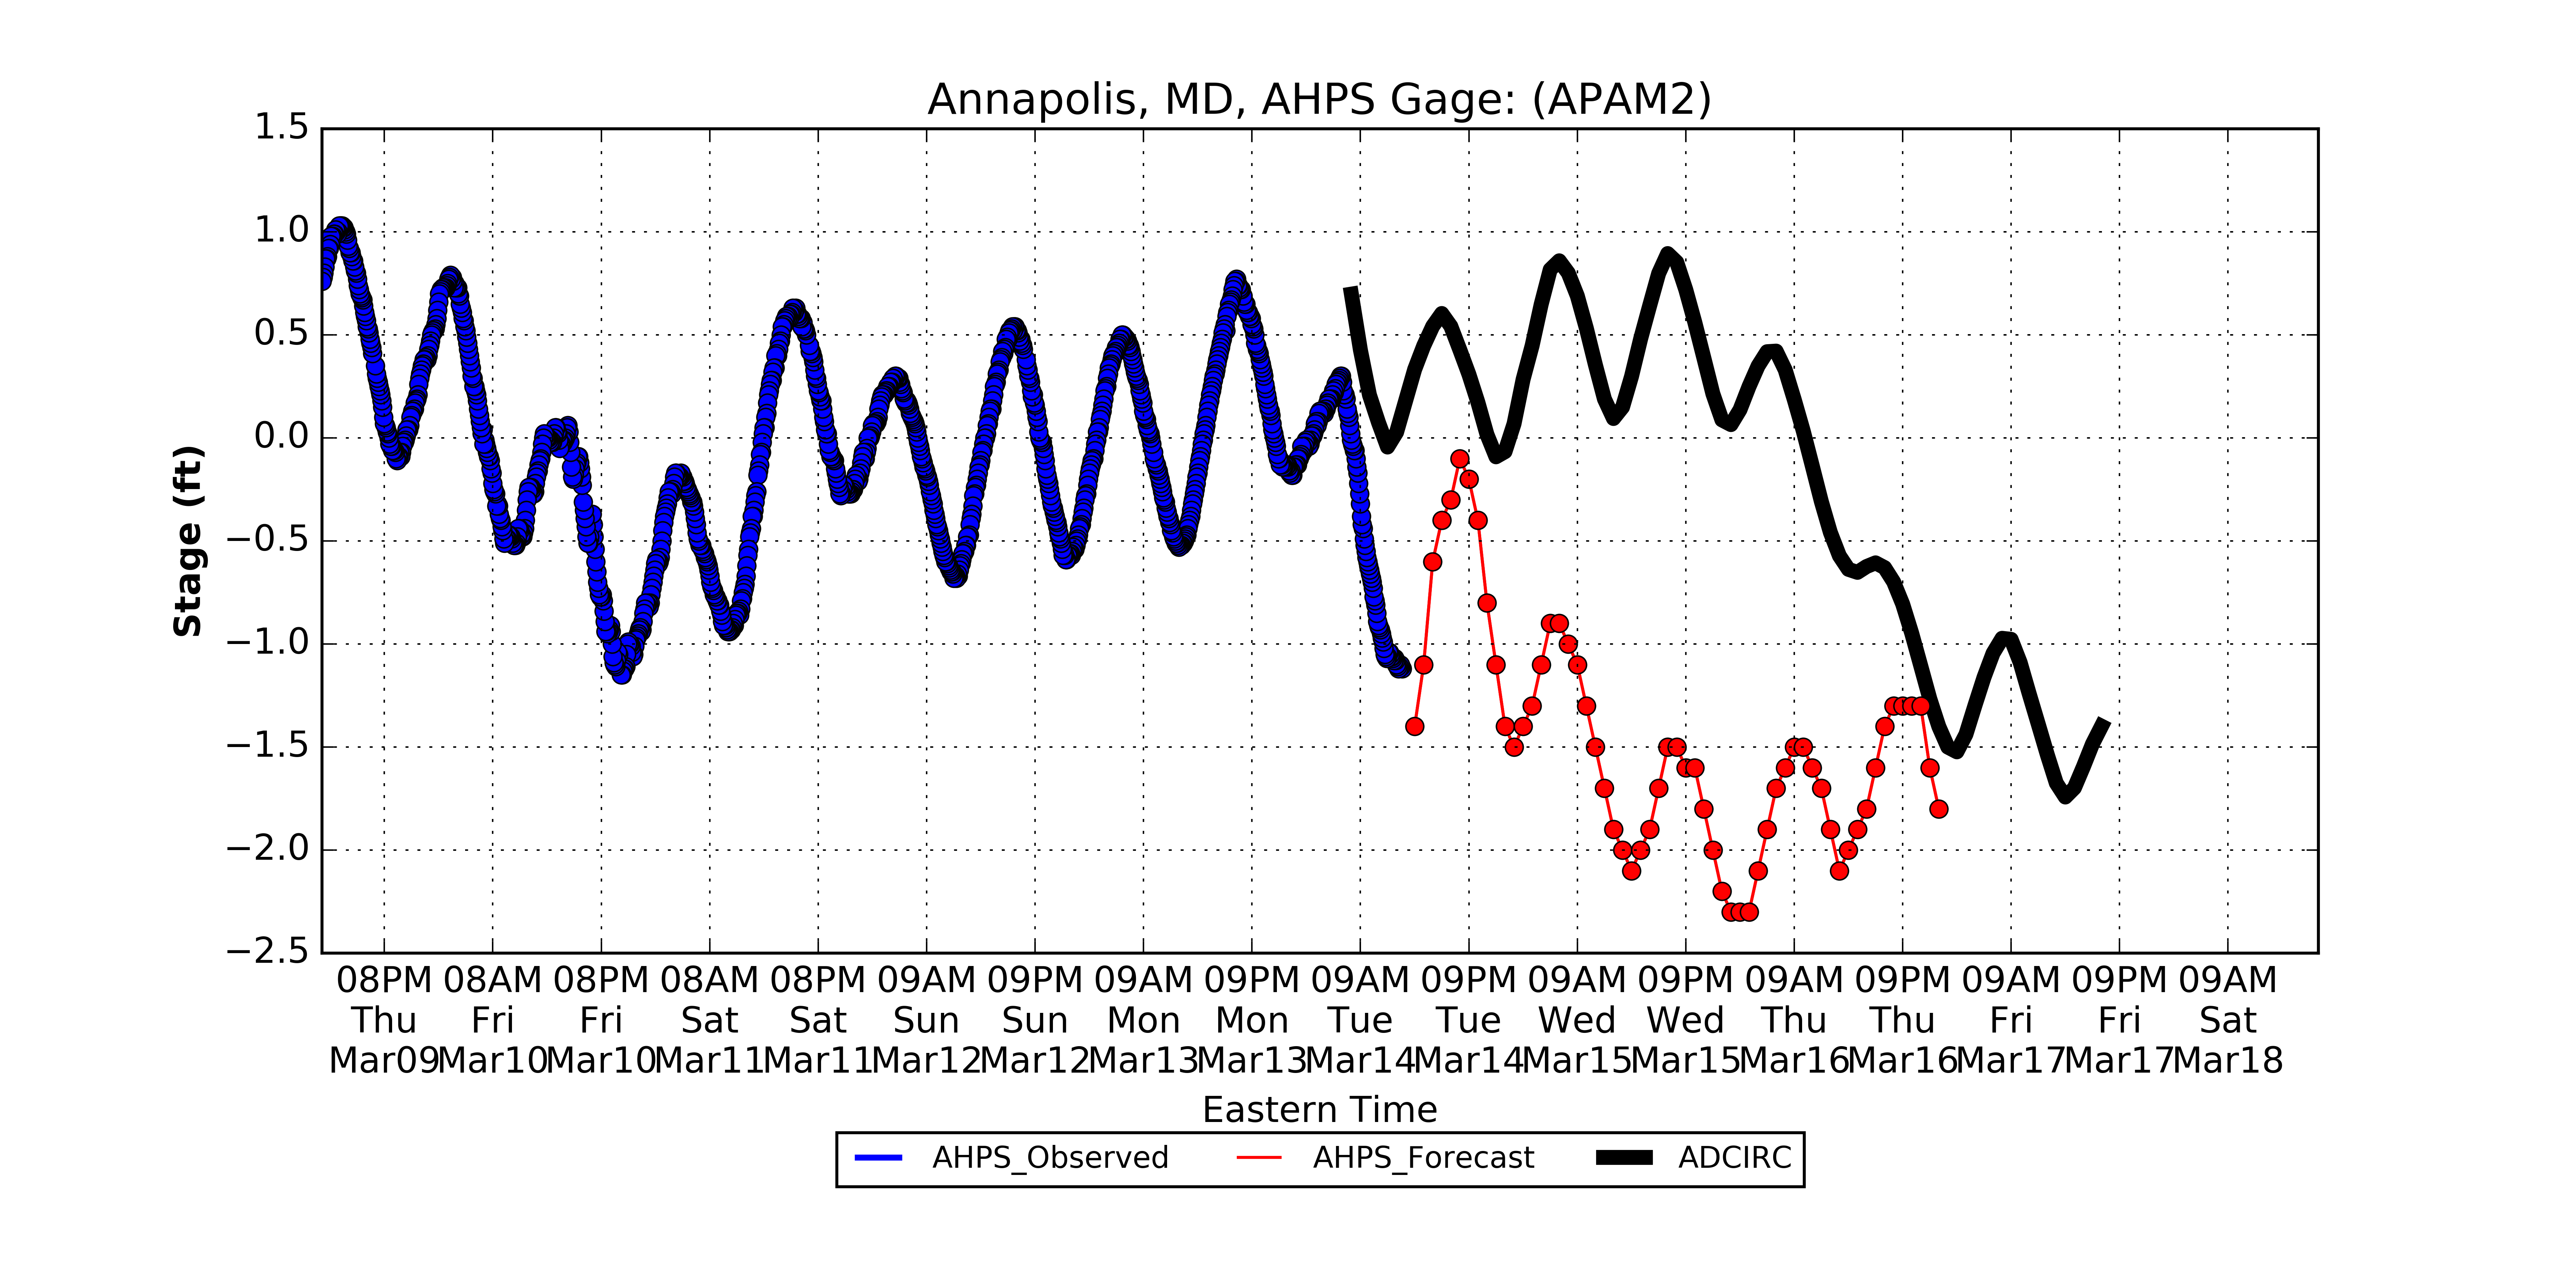 Annapolis, MD, AHPS Gage: (APAM2)
1.5
1.0
0.5
0.0
−0.5
−1.0
−1.5
−2.0
−2.5
Stage (ft)
08PM 08AM 08PM 08AM 08PM 09AM 09PM 09AM 09PM 09AM 09PM 09AM 09PM 09AM 09PM 09AM 09PM 09AM
Thu Fri Fri Sat Sat Sun Sun Mon Mon Tue Tue Wed Wed Thu Thu Fri Fri Sat
Mar09 Mar10 Mar10 Mar11 Mar11 Mar12 Mar12 Mar13 Mar13 Mar14 Mar14 Mar15 Mar15 Mar16 Mar16 Mar17 Mar17 Mar18
Eastern Time
AHPS_Observed AHPS_Forecast ADCIRC